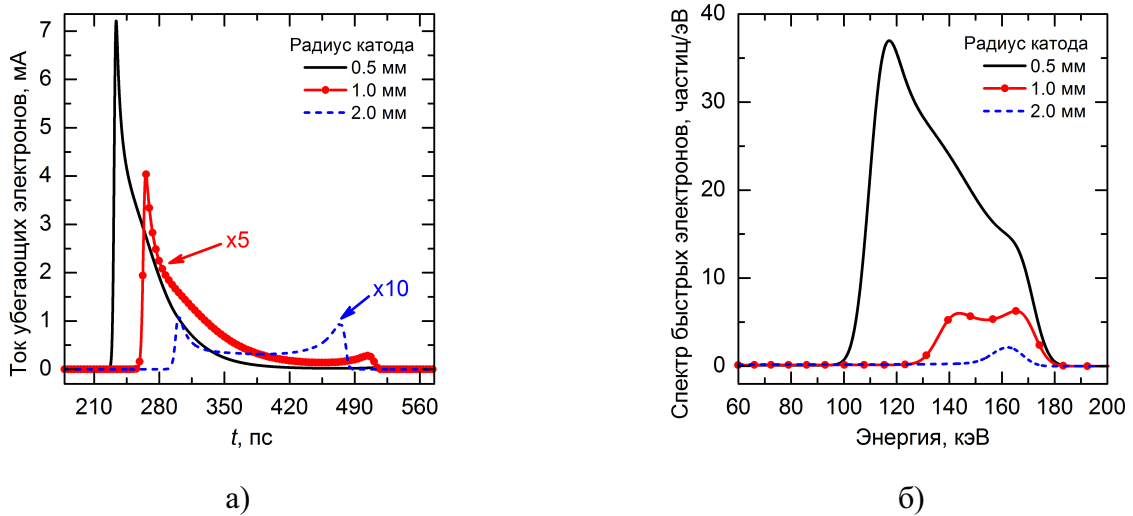 Ток убегающих электронов, мА
7
6
5
4
3
2
1
0
Радиус катода
0.5 мм
1.0 мм
2.0 мм
x5
x10
210 280 350 420 490 560
t, пс
а)
Спектр быстрых электронов, частиц/эВ
40
30
20
10
0
Радиус катода
0.5 мм
1.0 мм
2.0 мм
60 80 100 120 140 160 180 200
Энергия, кэВ
б)